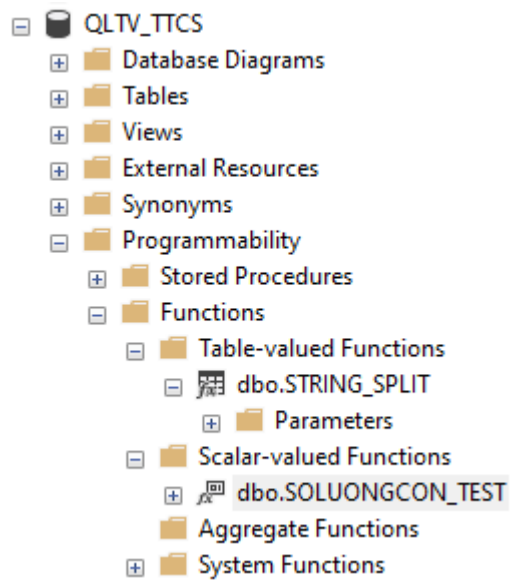 QLTV_TTCS
Database Diagrams
Tables
Views
External Resources
Synonyms
Programmability
Stored Procedures
Functions
Table-valued Functions
dbo.STRING_SPLIT
Parameters
Scalar-valued Functions
dbo.SOLUONGCON_TEST
Aggregate Functions
System Functions